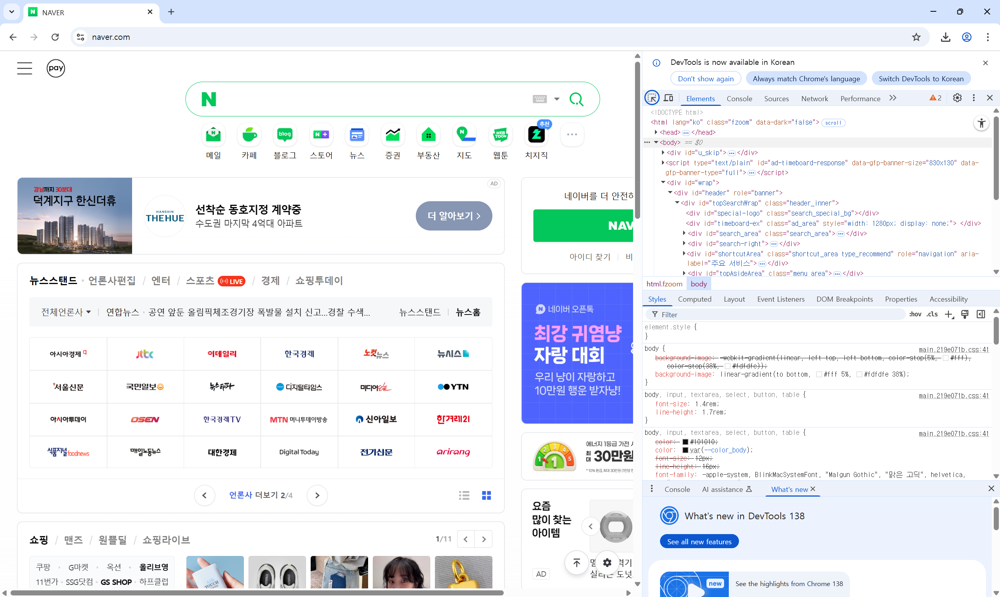 NAVER
naver.com
pay
N
메일
카페
blog
블로그
N+
스토어
뉴스
증권
부동산
N
지도
WEB TOON
웹툰
추천
치지직
강남까지 30분대
덕계지구 한신더휴
HANSHIN
THEHUE
선착순 동호지정 계약중
수도권 마지막 4억대 아파트
더 알아보기 >
AD
뉴스스탠드 · 언론사편집 / 엔터 / 스포츠 LIVE / 경제 / 쇼핑투데이
전체언론사 연합뉴스 · 공연 앞둔 올림픽체조경기장 폭발물 설치 신고...경찰 수색... 뉴스스탠드 뉴스홈
아시아경제 jtbc 이데일리 한국경제 노컷뉴스 뉴시스
서울신문 국민일보 뉴스타파 디지털타임스 미디어오늘 YTN
아시아투데이 OSEN 한국경제TV MTN 머니투데이방송 신아일보 한겨레21
식품저널 foodnews 매일노동뉴스 대한경제 Digital Today 전기신문 arirang
언론사 더보기 2/4
쇼핑 / 맨즈 / 원쁠딜 / 쇼핑라이브
1/11
쿠팡 · G마켓 · 옥션 · 올리브영
11번가 · SSG닷컴 · GS SHOP · 하프클럽
AIR
TOUCH
네이버를 더 안전하
NAV
아이디 찾기 비
N 네이버 오픈톡
최강 귀염냥
자랑 대회
우리 냥이 자랑하고
10만원 행운 받자냥!
1 2 3 4 5
1
에너지 1등급 가전 시
최대 30만원
* 10% 환급, 최대 30만원 (1인당 한
요즘
많이 찾는
아이템
AD
멀 력기
실리는 도넛
DevTools is now available in Korean
Don't show again
Always match Chrome's language
Switch DevTools to Korean
Elements Console Sources Network Performance 2
<!DOCTYPE html>
<html lang="ko" class="fzoom" data-dark="false"> scroll
<head> ⋯ </head>
<body> == $0
<div id="u_skip"> ⋯ </div>
<script type="text/plain" id="ad-timeboard-response" data-gfp-banner-size="830x130" data-
gfp-banner-type="full"> ⋯ </script>
<div id="wrap">
<div id="header" role="banner">
<div id="topSearchWrap" class="header_inner">
<div id="special-logo" class="search_special_bg"></div>
<div id="timeboard-ex" class="ad_area" style="width: 1280px; display: none;"> </div>
<div id="search_area" class="search_area"> ⋯ </div>
<div id="search-right"> ⋯ </div>
<div id="shortcutArea" class="shortcut_area type_recommend" role="navigation" aria-
label="주요 서비스"> ⋯ </div>
<div id="topAsideArea" class="menu_area"> ⋯ </div>
html.fzoom body
Styles Computed Layout Event Listeners DOM Breakpoints Properties Accessibility
Filter :hov .cls
element.style {
}
body { main.219e071b.css:41
background-image: -webkit-gradient(linear, left top, left bottom, color-stop(5%, #fff),
color-stop(38%, #fdfdfe));
background-image: linear-gradient(to bottom, #fff 5%, #fdfdfe 38%);
}
body, input, textarea, select, button, table { main.219e071b.css:41
font-size: 1.4rem;
line-height: 1.7rem;
}
body, input, textarea, select, button, table { main.219e071b.css:41
color: #101010;
color: var(--color_body);
font-size: 12px;
line-height: 16px;
font-family: -apple-system, BlinkMacSystemFont, "Malgun Gothic", "맑은 고딕", helvetica,
Console AI assistance What's new
What's new in DevTools 138
See all new features
new
See the highlights from Chrome 138